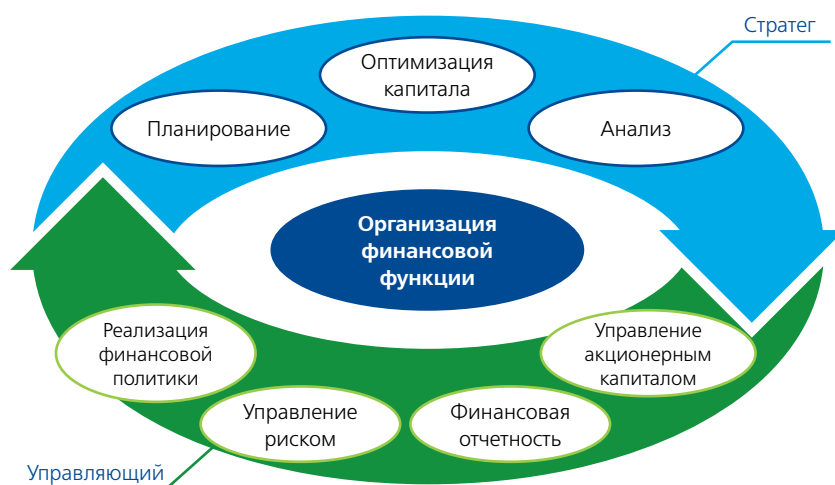 Стратег
Оптимизация
капитала
Планирование
Анализ
Организация
финансовой
функции
Реализация
финансовой
политики
Управление
акционерным
капиталом
Управление
риском
Финансовая
отчетность
Управляющий